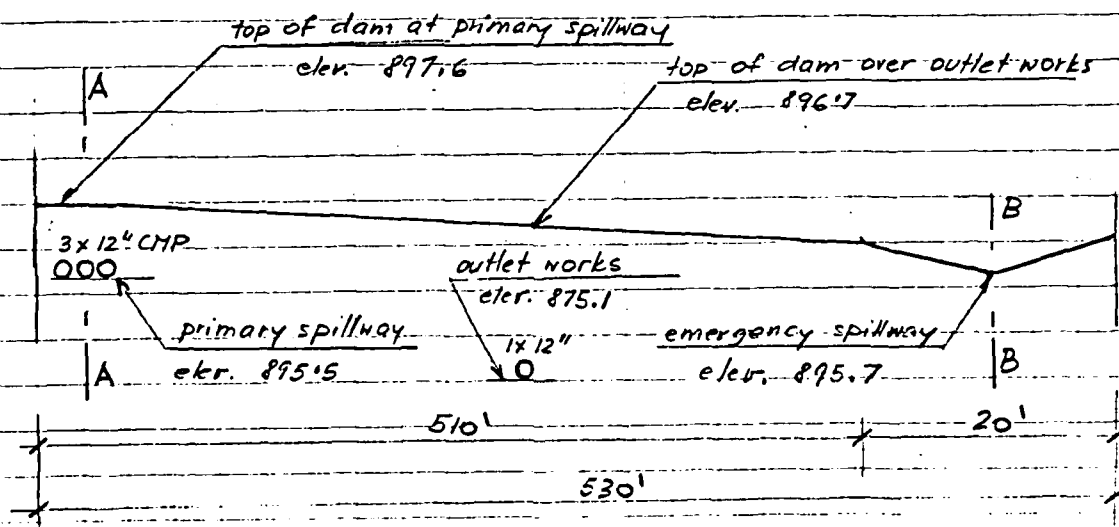 top of dam at primary spillway
elev. 897.6
top of dam over outlet works
elev. 896.7
A
B
3 x 12" CMP
outlet works
elev. 875.1
primary spillway
elev. 895.5
1 x 12"
emergency spillway
elev. 895.7
A
B
510'
20'
530'